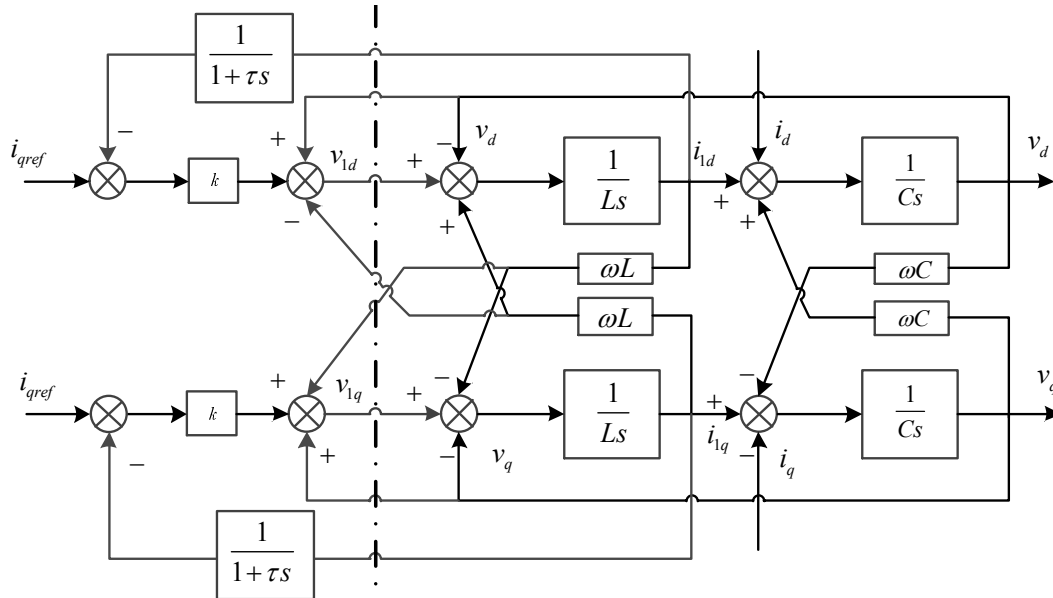 1
1 + τs
−
i_qref
k
+
−
v_1d
+
−
v_d
+
1
Ls
i_1d
+
i_d
+
1
Cs
v_d
ωL
ωC
ωL
ωC
i_qref
−
k
+
+
v_1q
+
−
−
v_q
1
Ls
+
i_1q
−
−
i_q
1
Cs
v_q
1
1 + τs